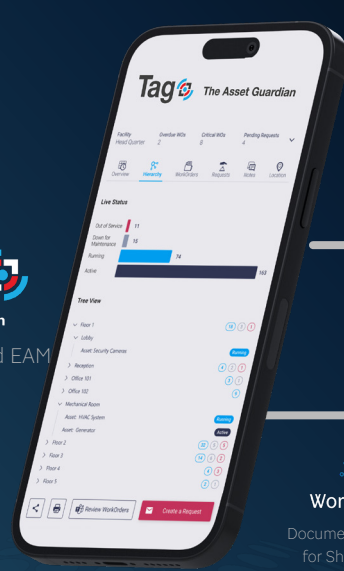 Tag The Asset Guardian
Facility Overdue WOs Critical WOs Pending Requests
Head Quarter 2 6 4
Overview Hierarchy WorkOrders Requests Notes Location
Live Status
Out of Service 11
Down for Maintenance 15
Running 74
Active 163
Tree View
Floor 1
Lobby
Asset: Security Cameras Running
Reception
Office 101
Office 102
Mechanical Room
Asset: HVAC System Running
Asset: Generator Active
Floor 2
Floor 3
Floor 4
Floor 5
Review WorkOrders Create a Request
EAM
Wor
Docume
for Sh